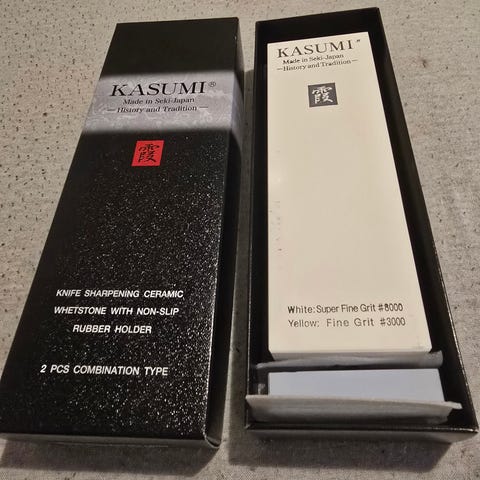 KASUMI®
Made in Seki-Japan
—History and Tradition—
霞
KNIFE SHARPENING CERAMIC
WHETSTONE WITH NON-SLIP
RUBBER HOLDER
2 PCS COMBINATION TYPE
KASUMI®
Made in Seki-Japan
—History and Tradition—
霞
White: Super Fine Grit #8000
Yellow: Fine Grit #3000